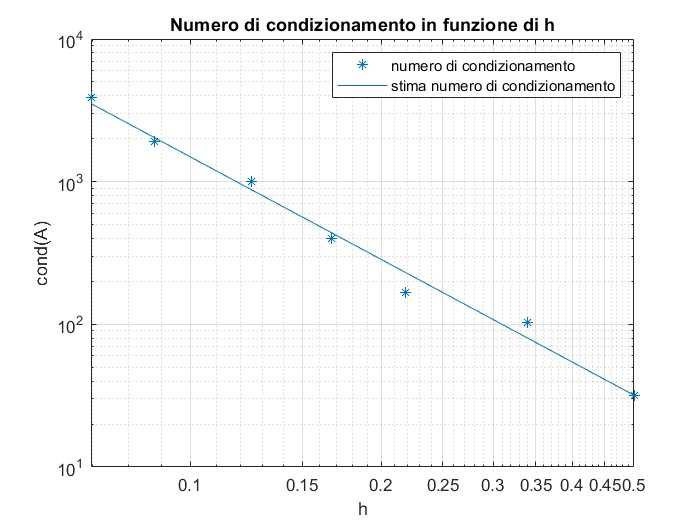 Numero di condizionamento in funzione di h
numero di condizionamento
stima numero di condizionamento
10^4
10^3
10^2
10^1
cond(A)
0.1 0.15 0.2 0.25 0.3 0.35 0.4 0.45 0.5
h